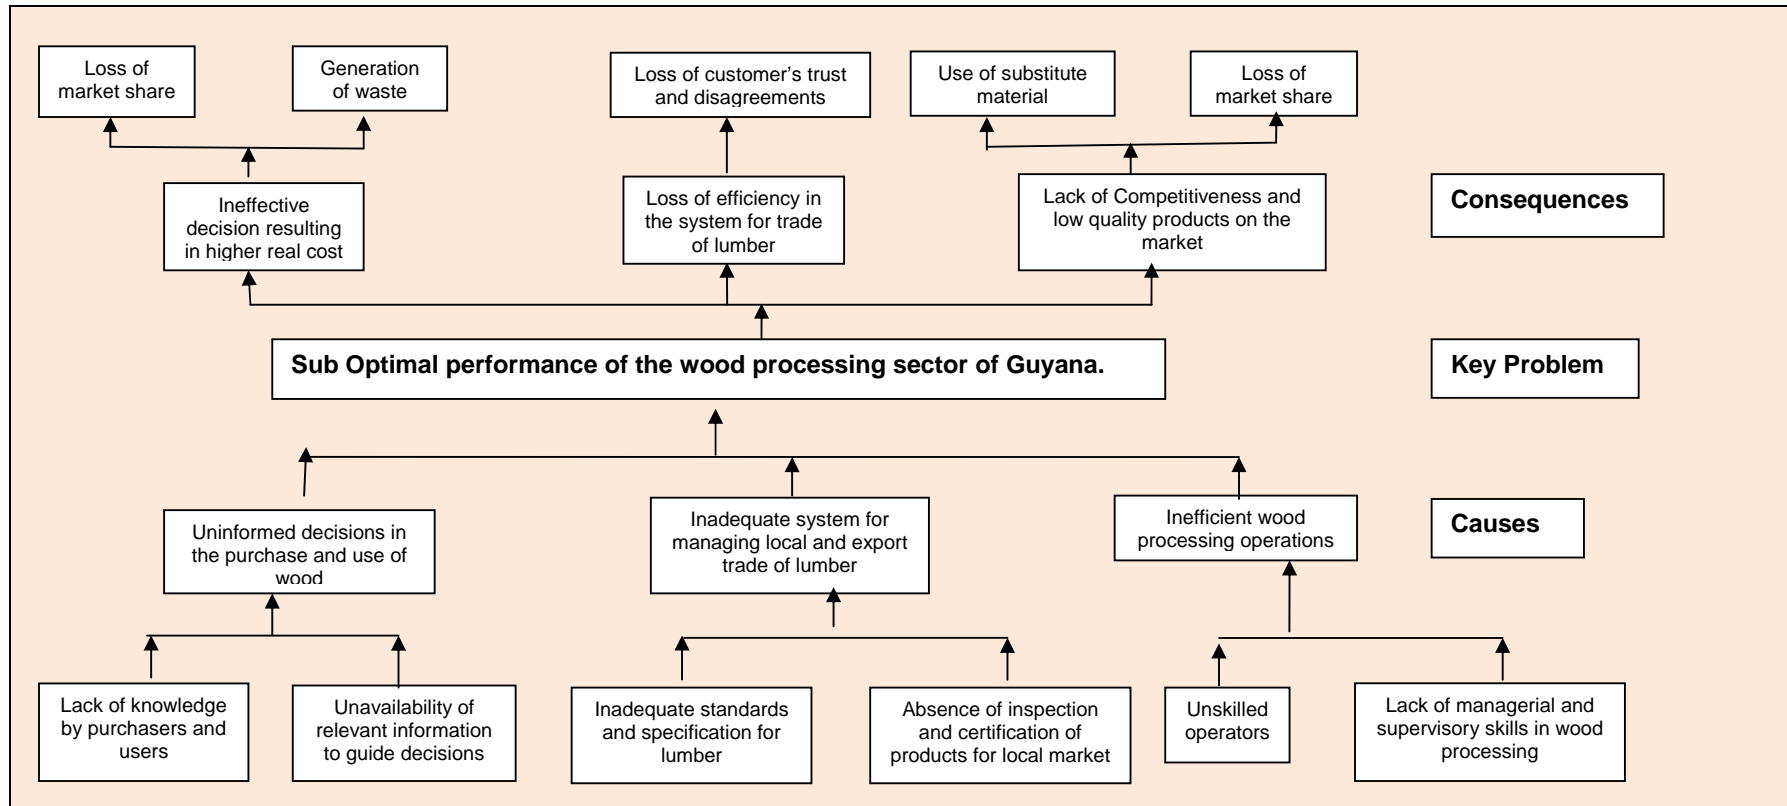 Loss of
market share
Generation
of waste
Loss of customer's trust
and disagreements
Use of substitute
material
Loss of
market share
Ineffective
decision resulting
in higher real cost
Loss of efficiency in
the system for trade
of lumber
Lack of Competitiveness and
low quality products on the
market
Consequences
Sub Optimal performance of the wood processing sector of Guyana.
Key Problem
Uninformed decisions in
the purchase and use of
wood
Inadequate system for
managing local and export
trade of lumber
Inefficient wood
processing operations
Causes
Lack of knowledge
by purchasers and
users
Unavailability of
relevant information
to guide decisions
Inadequate standards
and specification for
lumber
Absence of inspection
and certification of
products for local market
Unskilled
operators
Lack of managerial and
supervisory skills in wood
processing